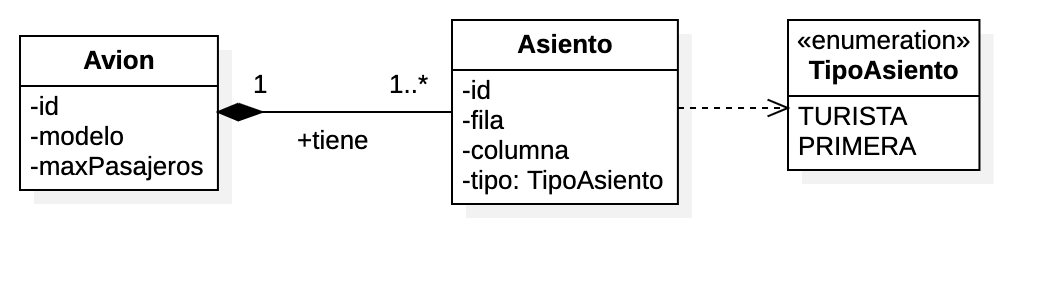 Avion
-id
-modelo
-maxPasajeros
1
1..*
+tiene
Asiento
-id
-fila
-columna
-tipo: TipoAsiento
«enumeration»
TipoAsiento
TURISTA
PRIMERA